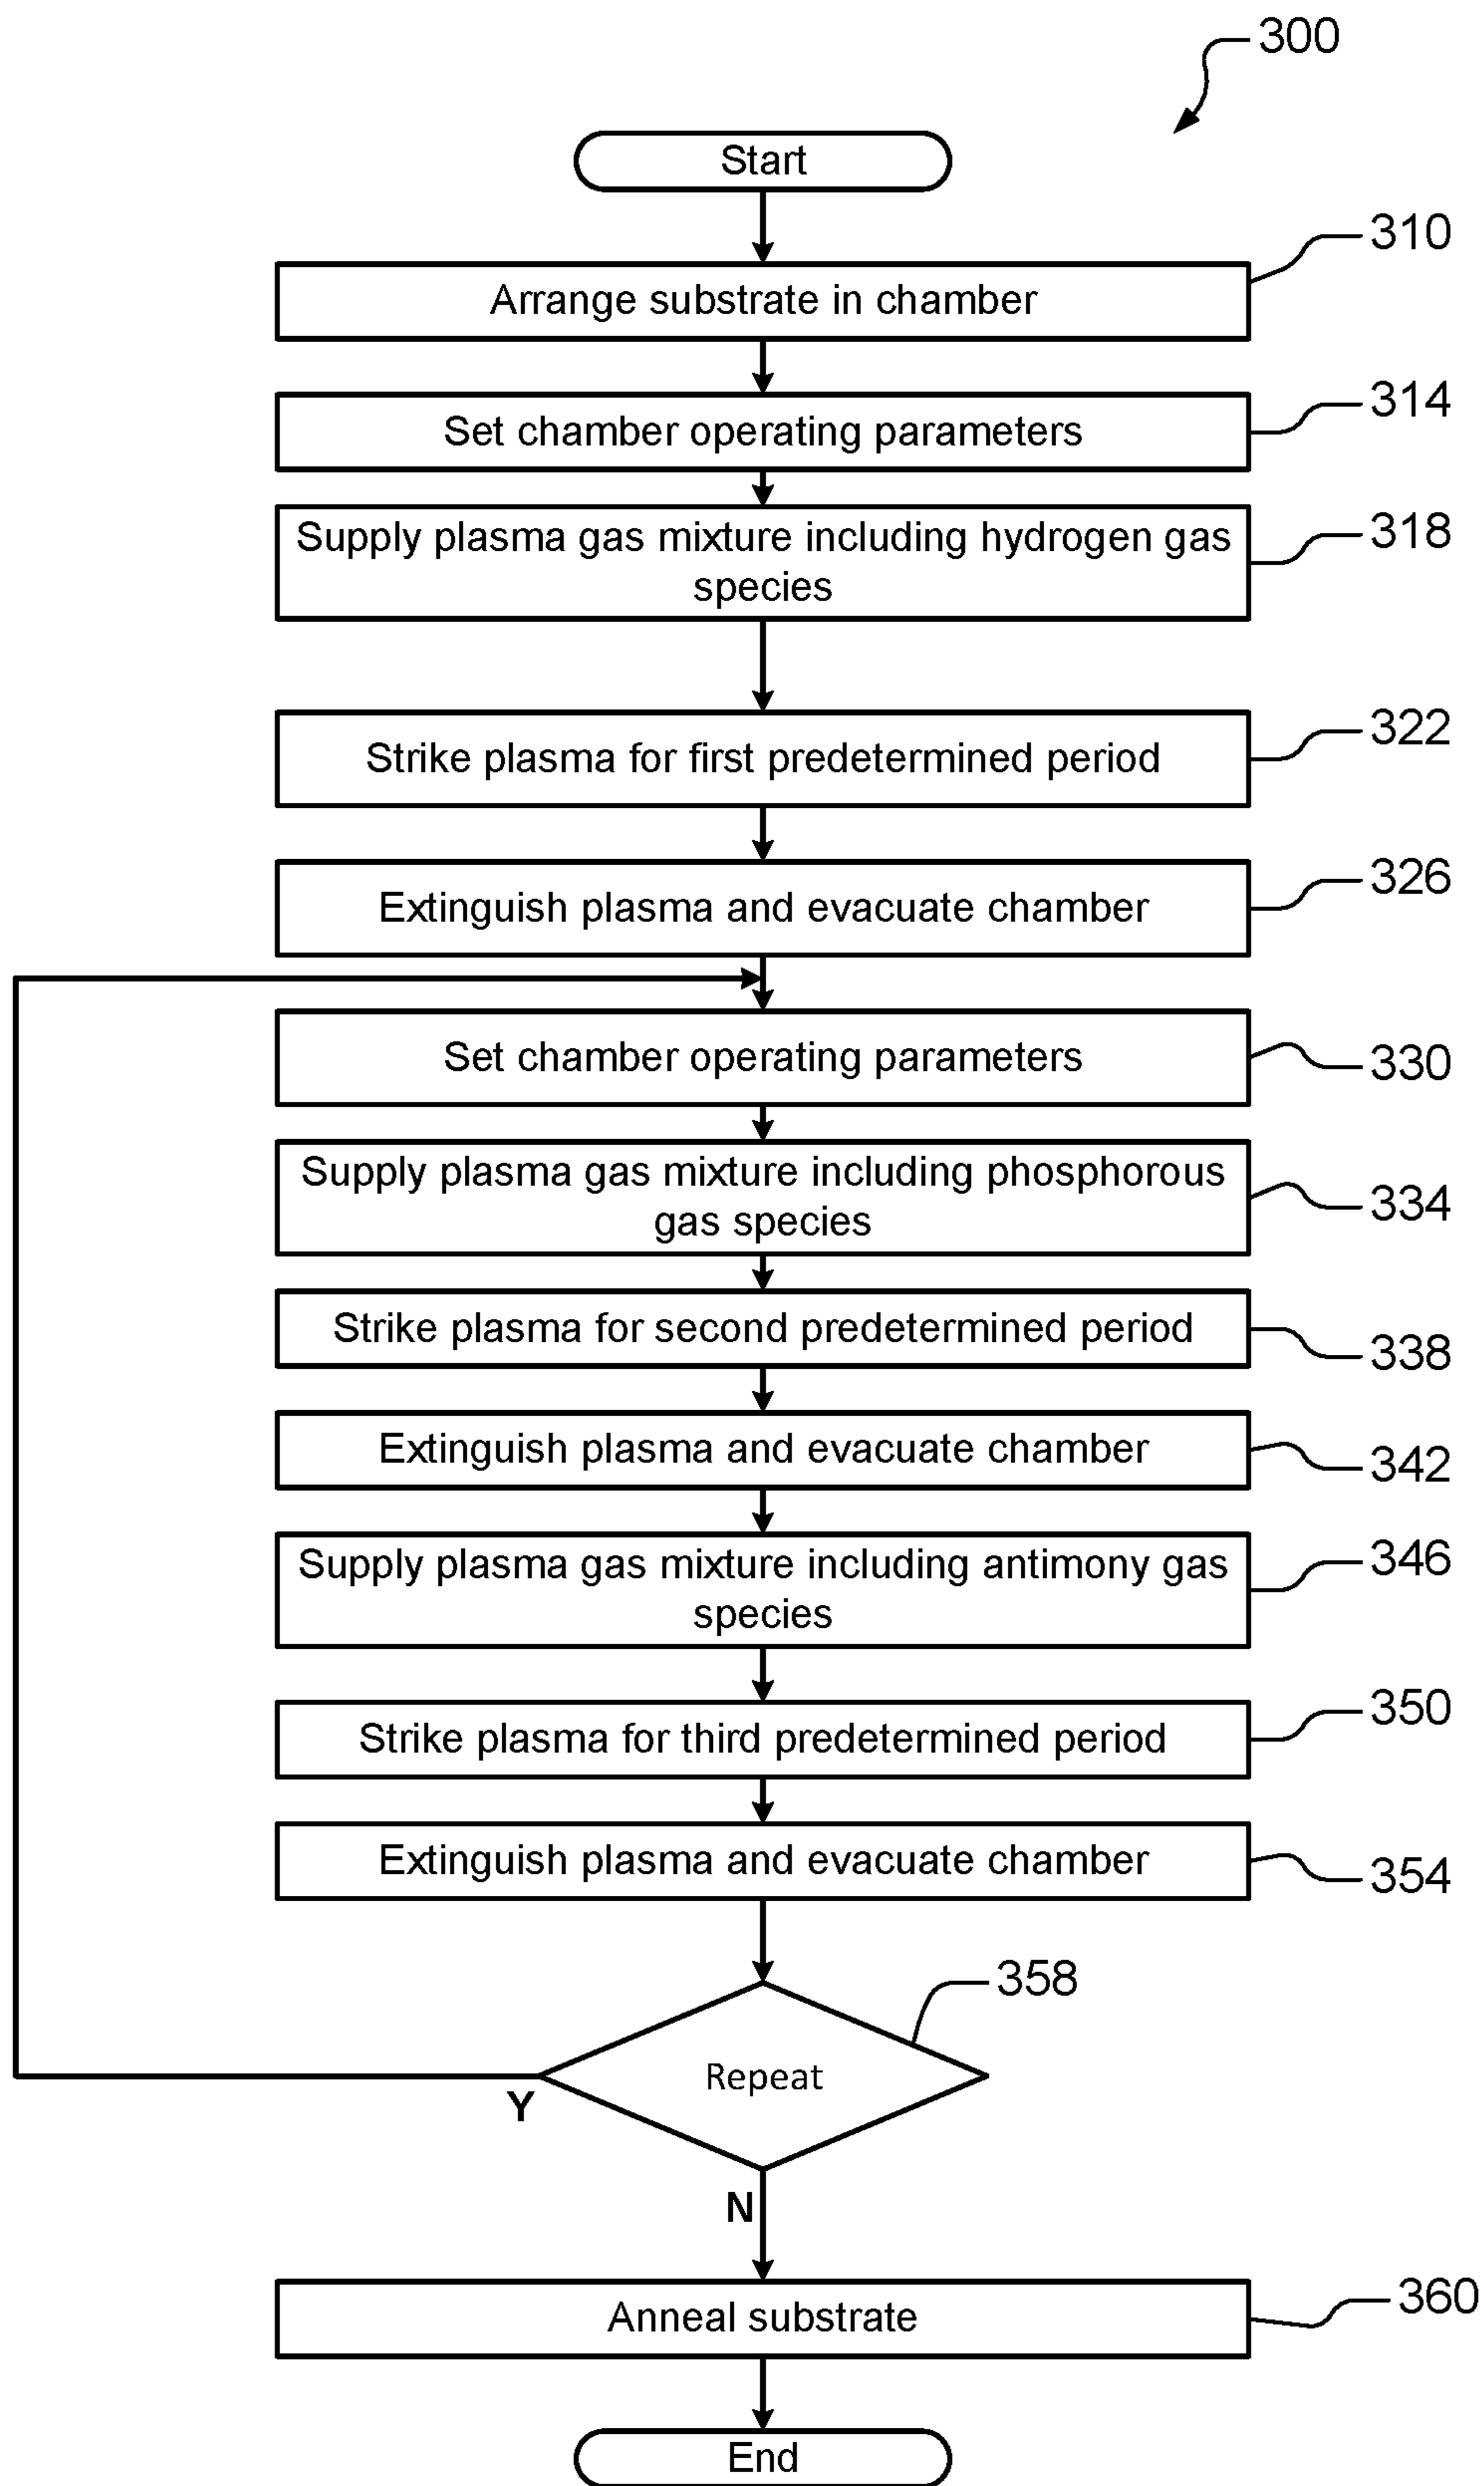 300
Start
310
Arrange substrate in chamber
314
Set chamber operating parameters
318
Supply plasma gas mixture including hydrogen gas
species
322
Strike plasma for first predetermined period
326
Extinguish plasma and evacuate chamber
330
Set chamber operating parameters
334
Supply plasma gas mixture including phosphorous
gas species
338
Strike plasma for second predetermined period
342
Extinguish plasma and evacuate chamber
346
Supply plasma gas mixture including antimony gas
species
350
Strike plasma for third predetermined period
354
Extinguish plasma and evacuate chamber
358
Repeat
Y
N
360
Anneal substrate
End